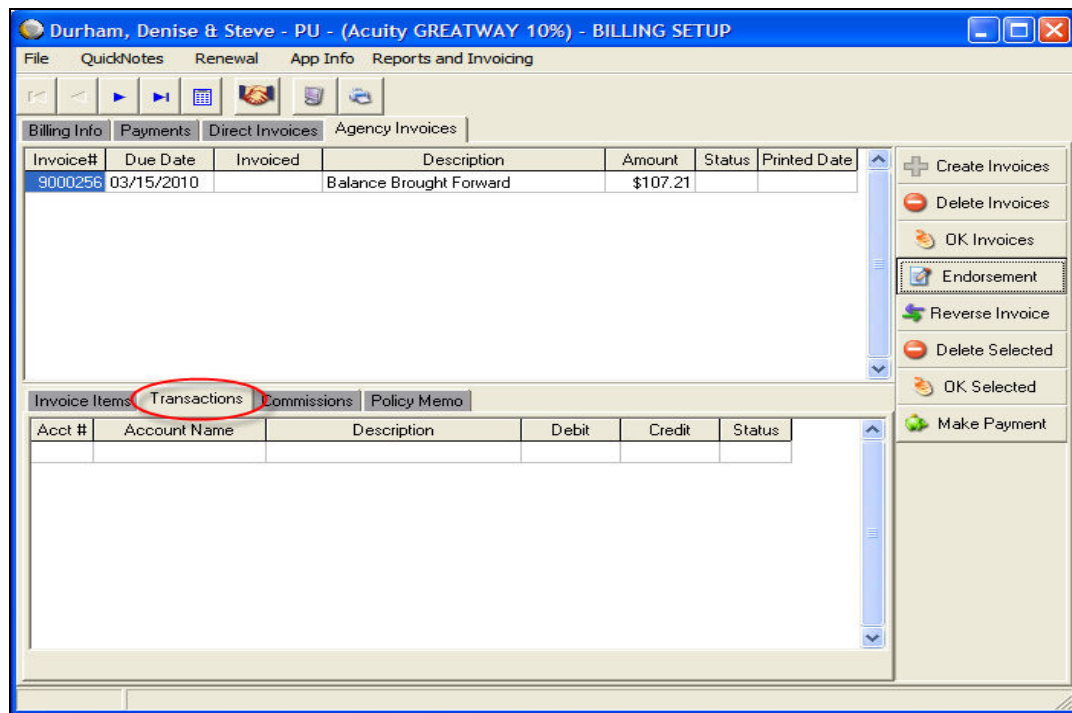 Durham, Denise & Steve - PU - (Acuity GREATWAY 10%) - BILLING SETUP
File QuickNotes Renewal App Info Reports and Invoicing
Billing Info Payments Direct Invoices Agency Invoices
Invoice# Due Date Invoiced Description Amount Status Printed Date
9000256 03/15/2010 Balance Brought Forward $107.21
Create Invoices
Delete Invoices
OK Invoices
Endorsement
Reverse Invoice
Delete Selected
OK Selected
Make Payment
Invoice Items Transactions Commissions Policy Memo
Acct # Account Name Description Debit Credit Status